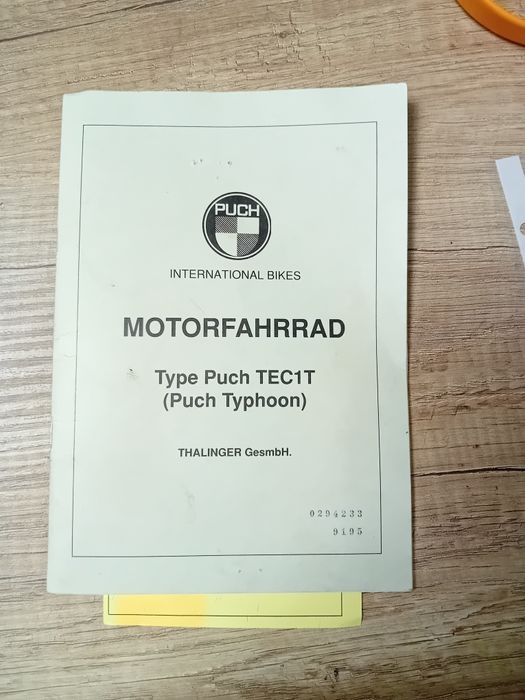 PUCH
INTERNATIONAL BIKES
MOTORFAHRRAD
Type Puch TEC1T
(Puch Typhoon)
THALINGER GesmbH.
0294233
9195